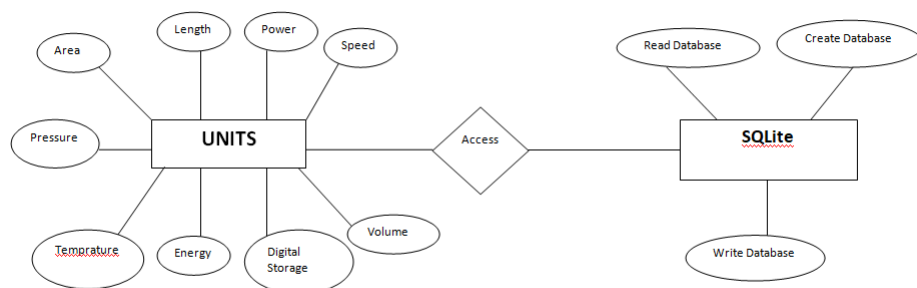 Length
Power
Speed
Area
Read Database
Create Database
Pressure
UNITS
Access
SQLite
Temprature
Energy
Digital
Storage
Volume
Write Database